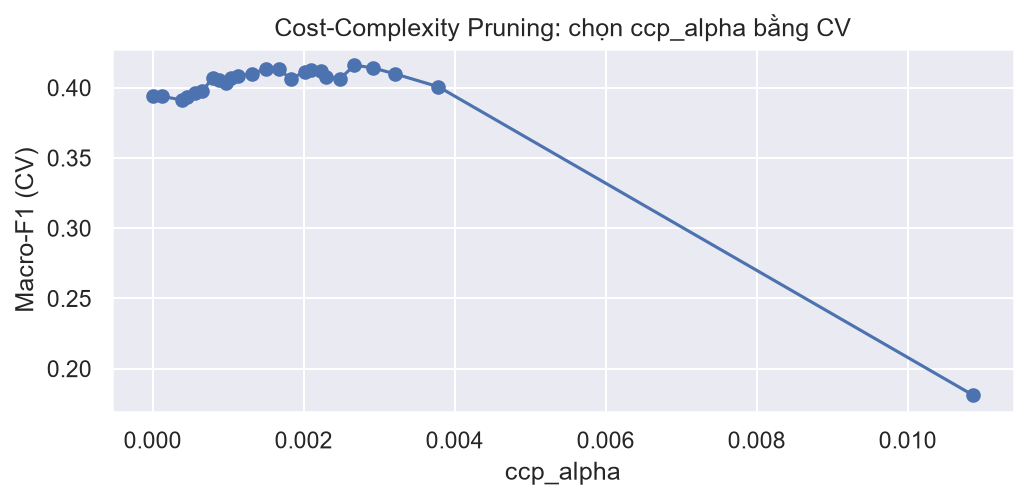 Cost-Complexity Pruning: chọn ccp_alpha bằng CV
Macro-F1 (CV)
0.40
0.35
0.30
0.25
0.20
0.000 0.002 0.004 0.006 0.008 0.010
ccp_alpha